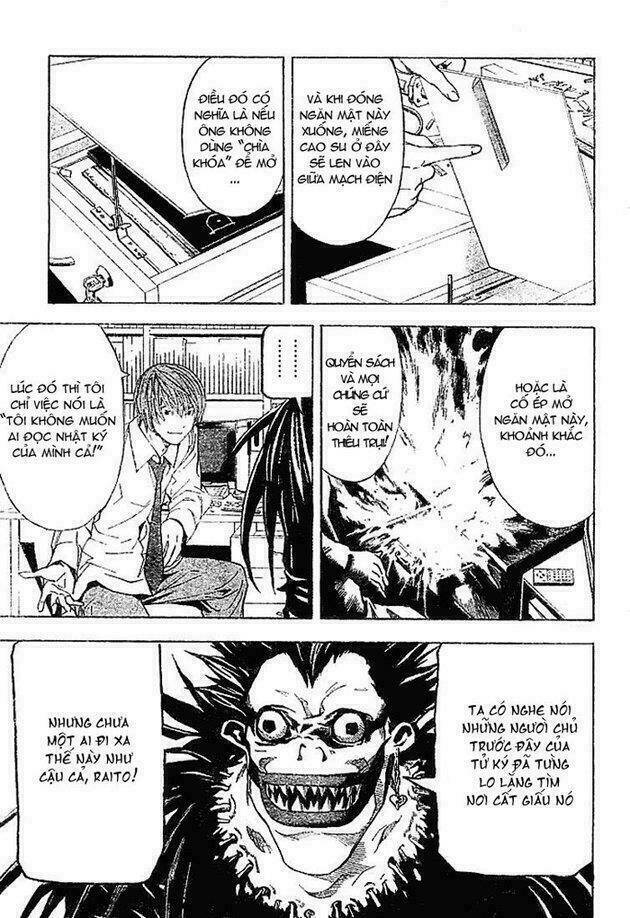 VÀ KHI ĐÓNG
NGĂN MẬT NÀY
XUỐNG, MIẾNG
CAO SU Ở ĐÂY
SẼ LEN VÀO
GIỮA MẠCH ĐIỆN
ĐIỀU ĐÓ CÓ
NGHĨA LÀ NẾU
ÔNG KHÔNG
DÙNG "CHÌA
KHÓA" ĐỂ MỞ
...
HOẶC LÀ
CỐ ÉP MỞ
NGĂN MẬT NÀY,
KHOẢNH KHẮC
ĐÓ...
QUYỂN SÁCH
VÀ MỌI
CHỨNG CỨ
SẼ
HOÀN TOÀN
THIÊU TRỤI!
LÚC ĐÓ THÌ TÔI
CHỈ VIỆC NÓI LÀ
"TÔI KHÔNG MUỐN
AI ĐỌC NHẬT KÝ
CỦA MÌNH CẢ!"
TA CÓ NGHE NÓI
NHỮNG NGƯỜI CHỦ
TRƯỚC ĐÂY CỦA
TỬ KÝ ĐÃ TỪNG
LO LẮNG TÌM
NƠI CẤT GIẤU NÓ
NHƯNG CHƯA
MỘT AI ĐI XA
THẾ NÀY NHƯ
CẬU CẢ, RAITO!